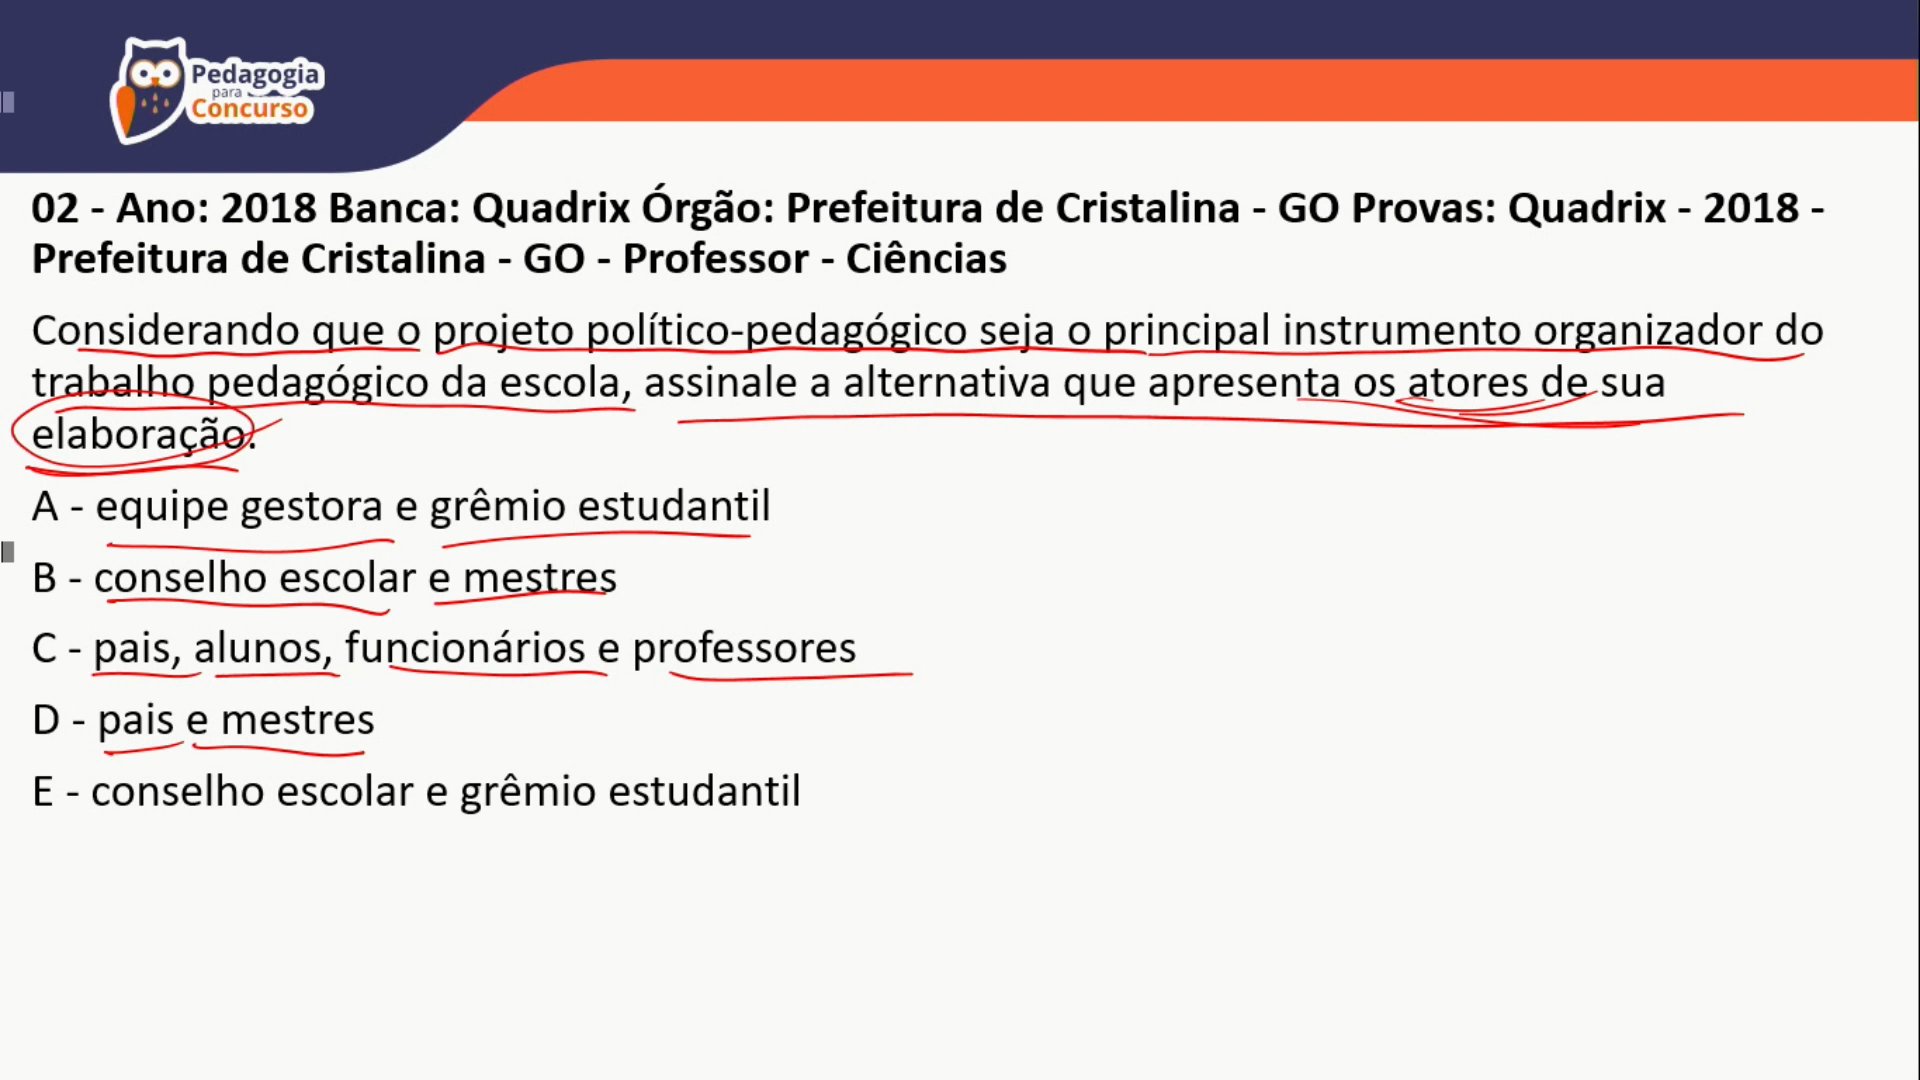 Pedagogia
para
Concurso
02 - Ano: 2018 Banca: Quadrix Órgão: Prefeitura de Cristalina - GO Provas: Quadrix - 2018 -
Prefeitura de Cristalina - GO - Professor - Ciências
Considerando que o projeto político-pedagógico seja o principal instrumento organizador do
trabalho pedagógico da escola, assinale a alternativa que apresenta os atores de sua
elaboração.
A - equipe gestora e grêmio estudantil
B - conselho escolar e mestres
C - pais, alunos, funcionários e professores
D - pais e mestres
E - conselho escolar e grêmio estudantil